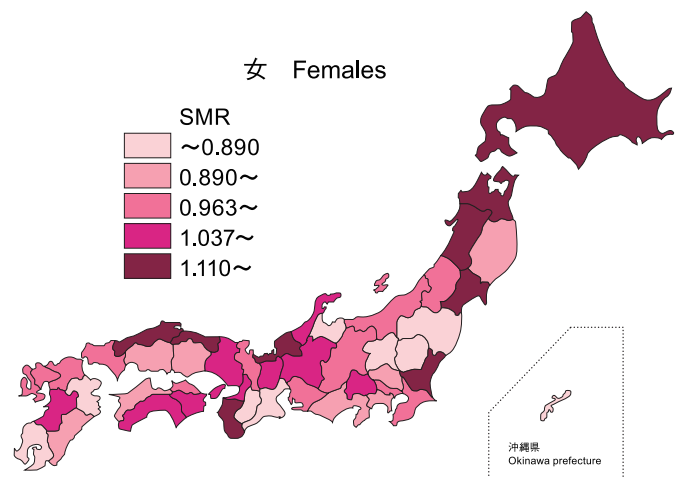 女 Females
SMR
～0.890
0.890～
0.963～
1.037～
1.110～
沖縄県
Okinawa prefecture